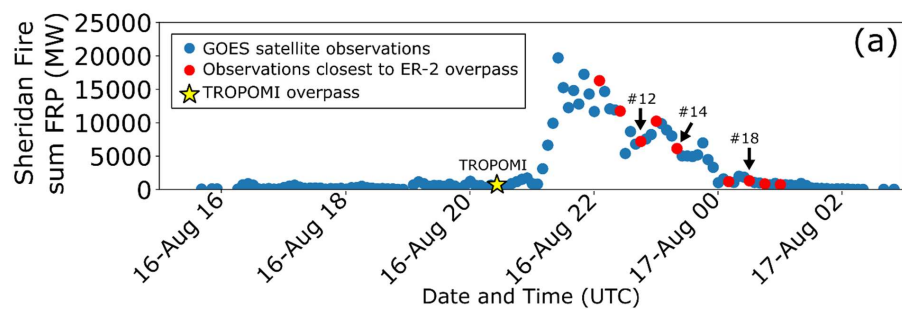 25000
20000
15000
10000
5000
0
Sheridan Fire
sum FRP (MW)
GOES satellite observations
Observations closest to ER-2 overpass
TROPOMI overpass
(a)
TROPOMI
#12
#14
#18
16-Aug 16
16-Aug 18
16-Aug 20
16-Aug 22
17-Aug 00
17-Aug 02
Date and Time (UTC)